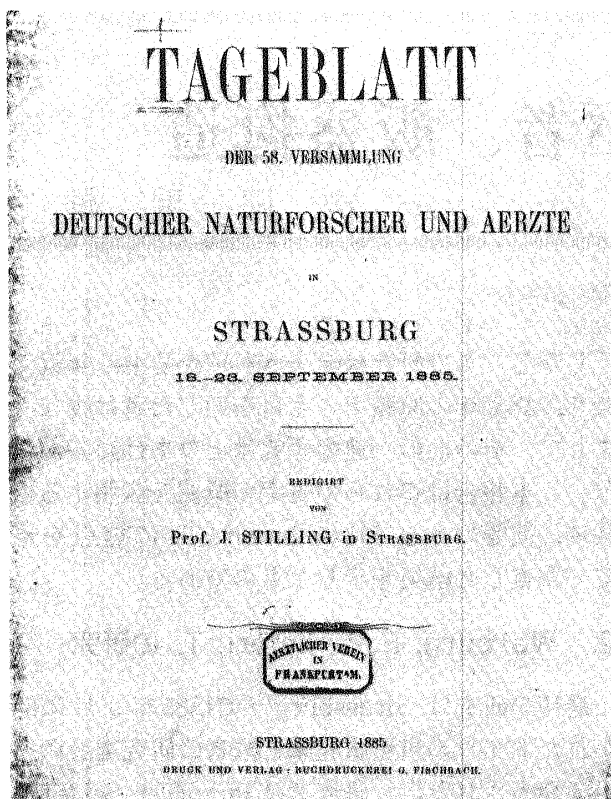 TAGEBLATT
DER 58. VERSAMMLUNG
DEUTSCHER NATURFORSCHER UND AERZTE
IN
STRASSBURG
18.–23. SEPTEMBER 1885.
REDIGIRT
VON
Prof. J. STILLING in STRASSBURG.
AERZTLICHER VEREIN
IN
FRANKFURT A/M.
STRASSBURG 1885
DRUCK UND VERLAG : BUCHDRUCKEREI G. FISCHBACH.